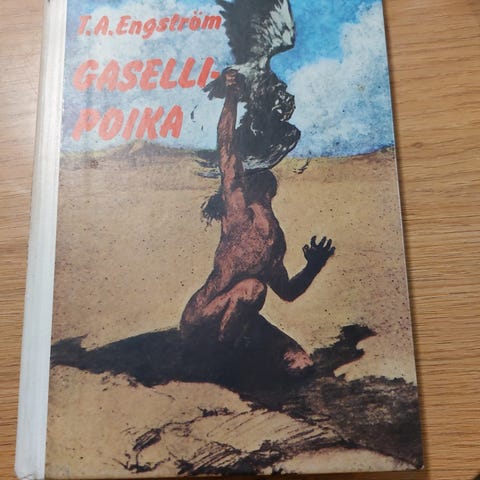 T.A.Engström
GASELLI-
POIKA